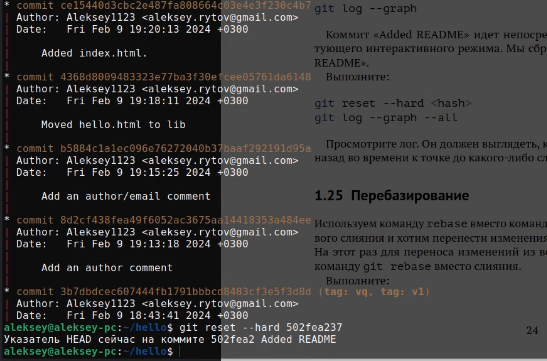 * commit ce15440d3cbc2e487fa808664c03e4e3f230c4b7
Author: Aleksey1123 <aleksey.rytov@gmail.com>
Date:   Fri Feb 9 19:20:13 2024 +0300
Added index.html.
* commit 4368d8009483323e77ba3f30efcee05761da6148
Author: Aleksey1123 <aleksey.rytov@gmail.com>
Date:   Fri Feb 9 19:18:11 2024 +0300
Moved hello.html to lib
* commit b5884c1a1ec096e76272040b37baaf292191d95a
Author: Aleksey1123 <aleksey.rytov@gmail.com>
Date:   Fri Feb 9 19:15:25 2024 +0300
Add an author/email comment
* commit 8d2cf438fea49f6052ac3675aa14418353a484ee
Author: Aleksey1123 <aleksey.rytov@gmail.com>
Date:   Fri Feb 9 19:13:18 2024 +0300
Add an author comment
* commit 3b7dbdcec607444fb1791bbbcd8483cf3e5f3d8d (tag: vq, tag: v1)
Author: Aleksey1123 <aleksey.rytov@gmail.com>
Date:   Fri Feb 9 18:43:41 2024 +0300
aleksey@aleksey-pc:~/hello$ git reset --hard 502fea237
Указатель HEAD сейчас на коммите 502fea2 Added README
aleksey@aleksey-pc:~/hello$
git log --graph
Коммит «Added README» идет непосре
тующего интерактивного режима. Мы сбр
README».
Выполните:
git reset --hard <hash>
git log --graph --all
Просмотрите лог. Он должен выглядеть, к
назад во времени к точке до какого-либо сл
1.25 Перебазирование
Используем команду rebase вместо команд
вого слияния и хотим перенести изменения
На этот раз для переноса изменений из в
команду git rebase вместо слияния.
Выполните:
24